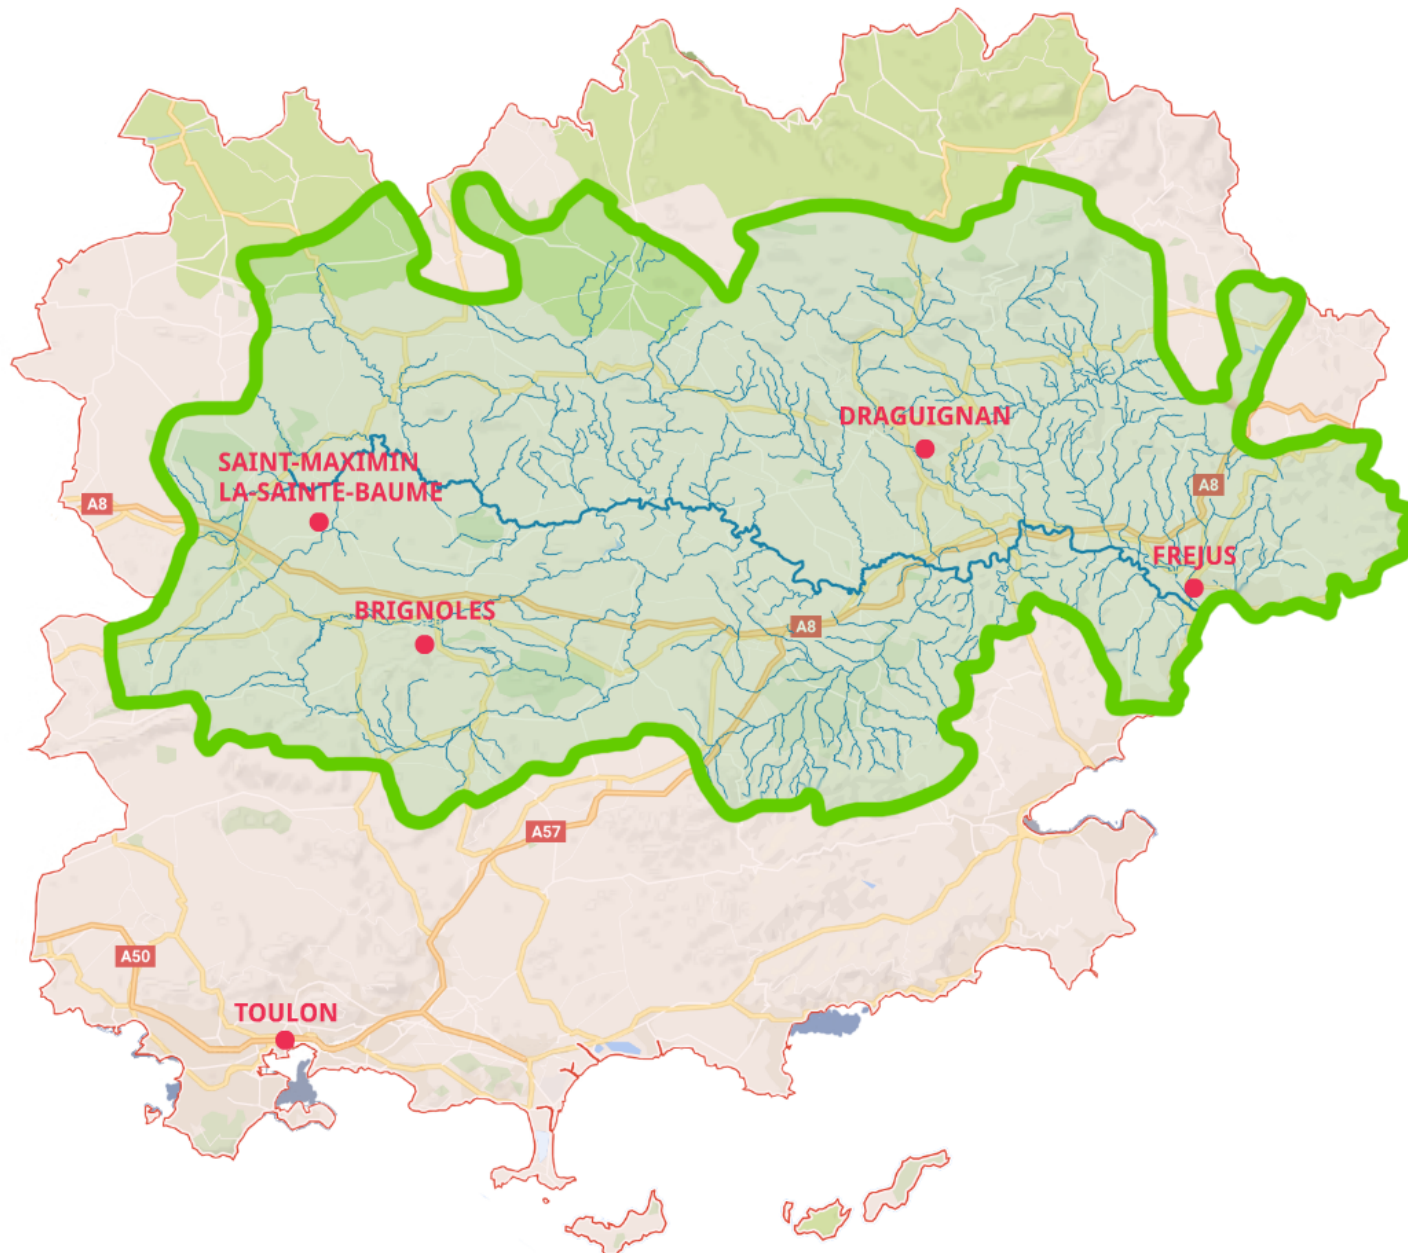 DRAGUIGNAN
SAINT-MAXIMIN
LA-SAINTE-BAUME
A8
A8
FREJUS
BRIGNOLES
A8
A57
A50
TOULON